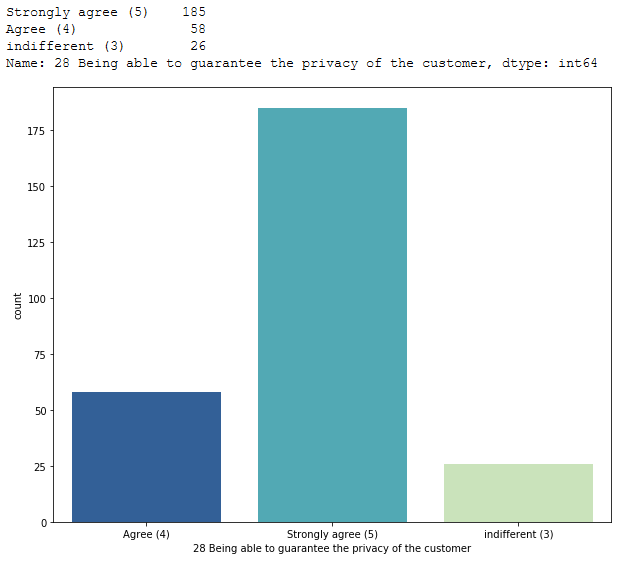 Strongly agree (5)    185
Agree (4)              58
indifferent (3)        26
Name: 28 Being able to guarantee the privacy of the customer, dtype: int64
175
150
125
100
75
50
25
0
count
Agree (4)
Strongly agree (5)
indifferent (3)
28 Being able to guarantee the privacy of the customer